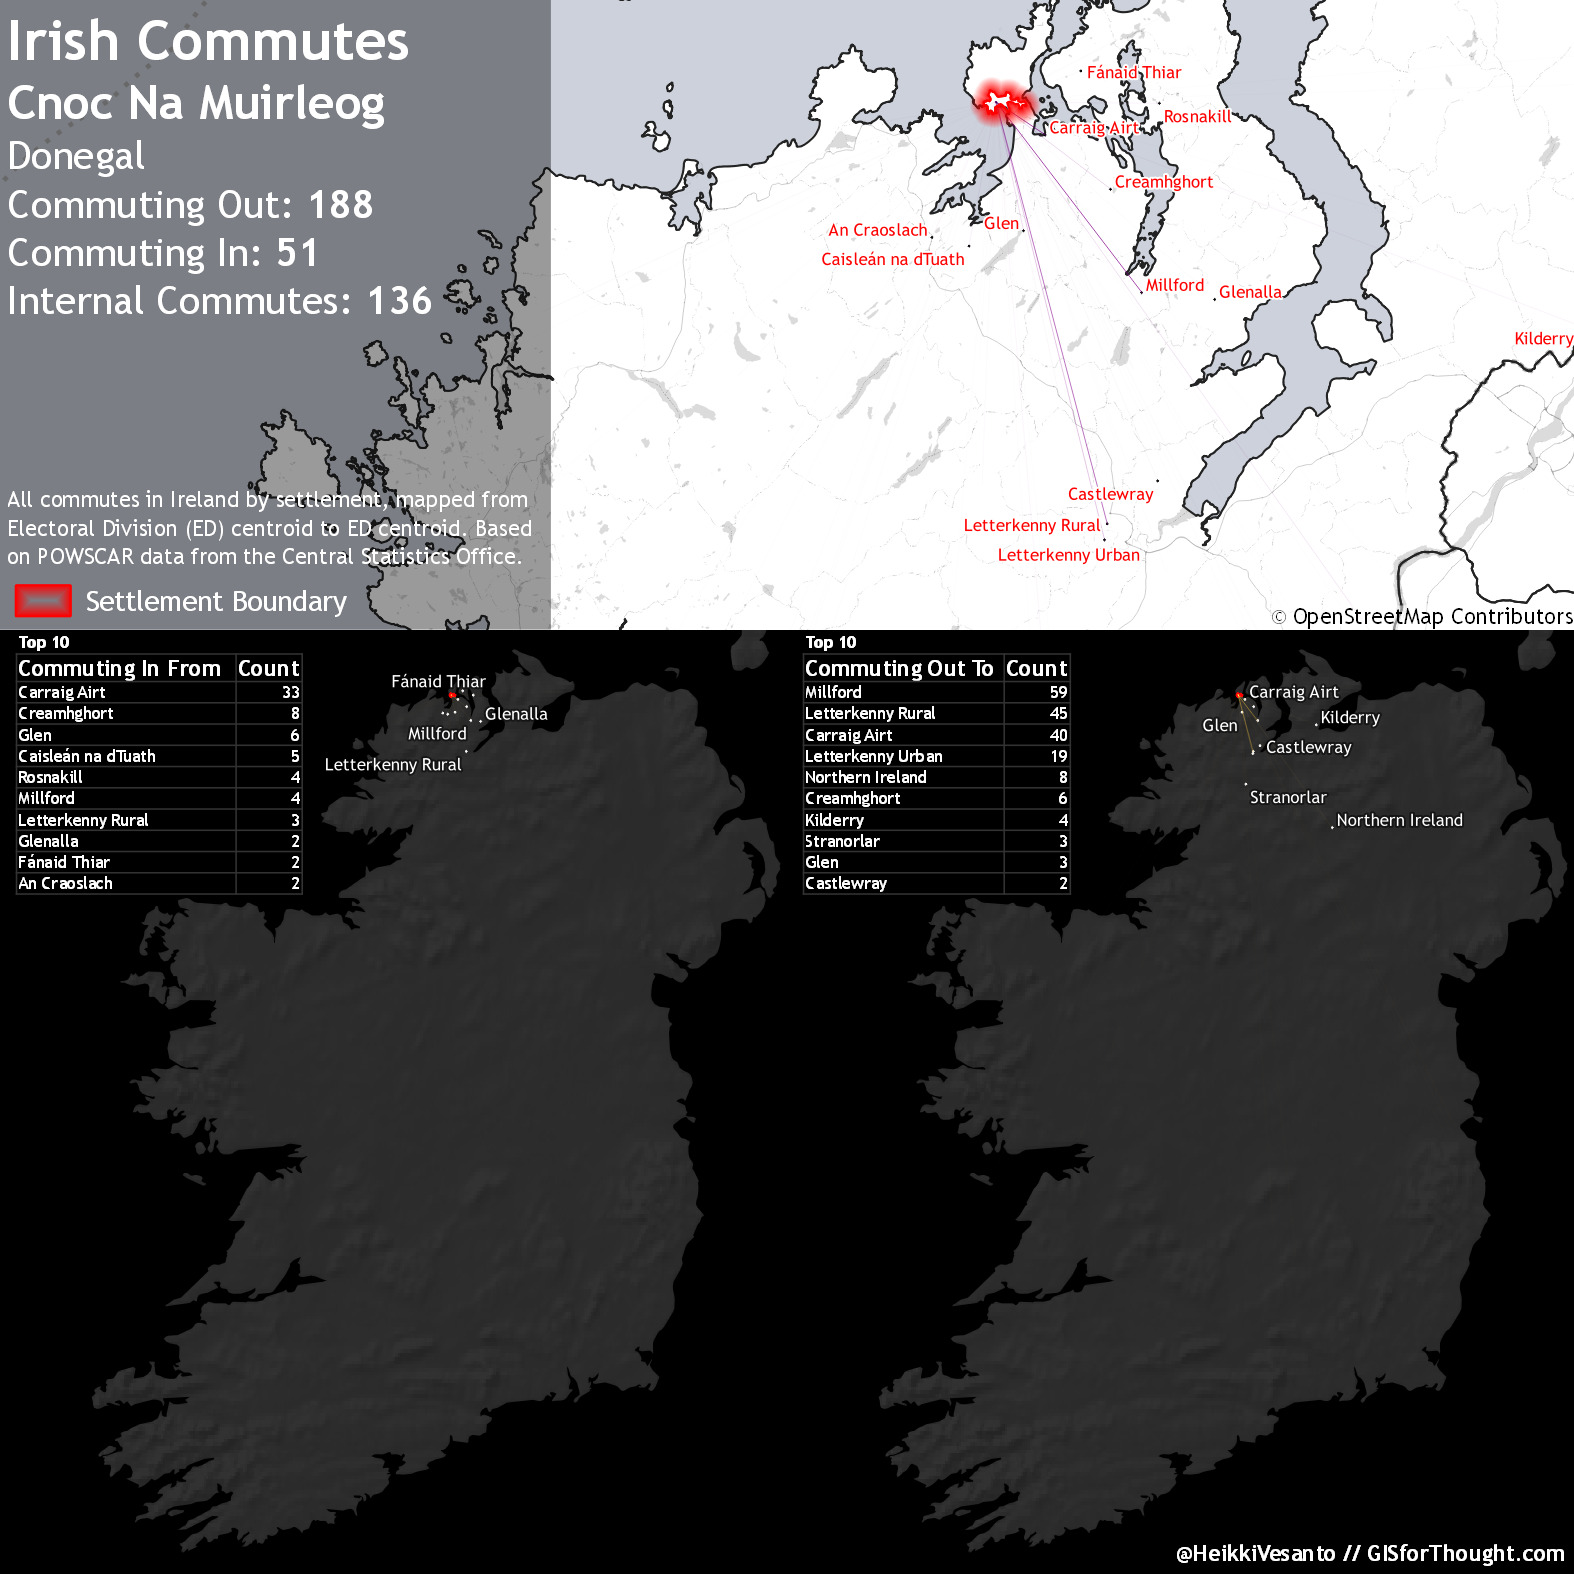 Irish Commutes
Cnoc Na Muirleog
Donegal
Commuting Out: 188
Commuting In: 51
Internal Commutes: 136
All commutes in Ireland by settlement, mapped from
Electoral Division (ED) centroid to ED centroid. Based
on POWSCAR data from the Central Statistics Office.
Settlement Boundary
Fánaid Thiar
Rosnakill
Carraig Airt
Creamhghort
Glen
An Craoslach
Caisleán na dTuath
Millford
Glenalla
Kilderry
Castlewray
Letterkenny Rural
Letterkenny Urban
© OpenStreetMap Contributors
Top 10
Commuting In From Count
Carraig Airt 33
Creamhghort 8
Glen 6
Caisleán na dTuath 5
Rosnakill 4
Millford 4
Letterkenny Rural 3
Glenalla 2
Fánaid Thiar 2
An Craoslach 2
Fánaid Thiar
Glenalla
Millford
Letterkenny Rural
Top 10
Commuting Out To Count
Millford 59
Letterkenny Rural 45
Carraig Airt 40
Letterkenny Urban 19
Northern Ireland 8
Creamhghort 6
Kilderry 4
Stranorlar 3
Glen 3
Castlewray 2
Carraig Airt
Kilderry
Glen
Castlewray
Stranorlar
Northern Ireland
@HeikkiVesanto // GISforThought.com